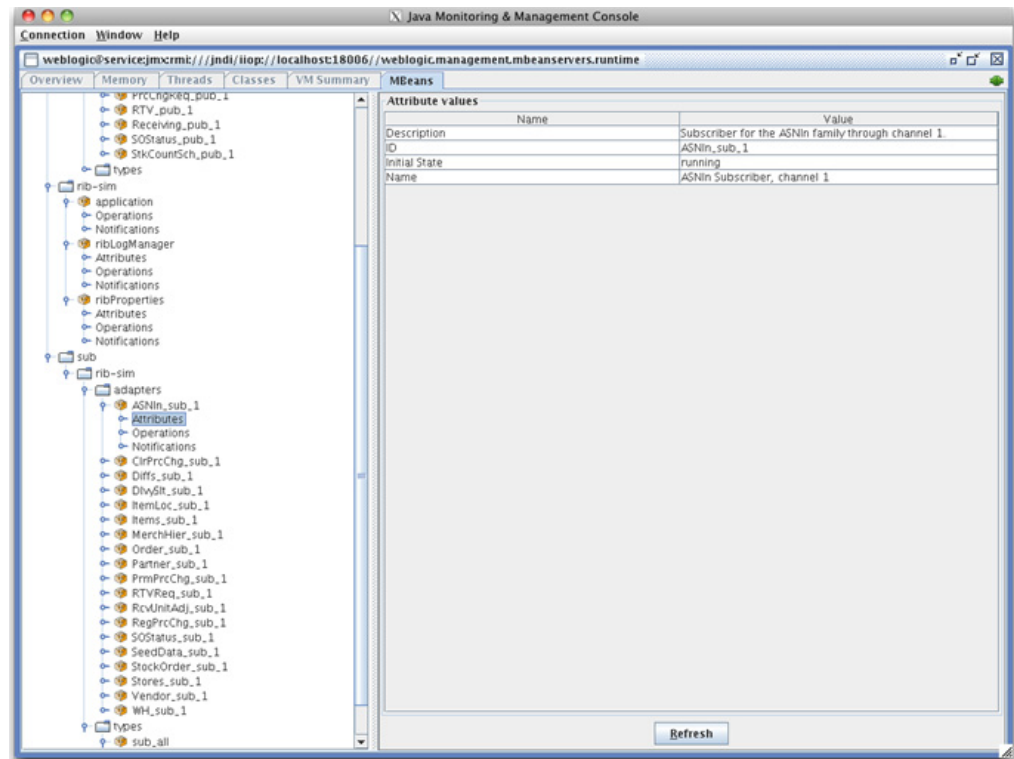 Java Monitoring & Management Console
Connection Window Help
weblogic@service:jmx:rmi:///jndi/iiop://localhost:18006//weblogic.management.mbeanservers.runtime
Overview Memory Threads Classes VM Summary MBeans
PrcChgReq_pub_1
RTV_pub_1
Receiving_pub_1
SOStatus_pub_1
StkCountSch_pub_1
types
rib-sim
application
Operations
Notifications
ribLogManager
Attributes
Operations
Notifications
ribProperties
Attributes
Operations
Notifications
sub
rib-sim
adapters
ASNIn_sub_1
Attributes
Operations
Notifications
ClrPrcChg_sub_1
Diffs_sub_1
DlvySlt_sub_1
ItemLoc_sub_1
Items_sub_1
MerchHier_sub_1
Order_sub_1
Partner_sub_1
PrmPrcChg_sub_1
RTVReq_sub_1
RcvUnitAdj_sub_1
RegPrcChg_sub_1
SOStatus_sub_1
SeedData_sub_1
StockOrder_sub_1
Stores_sub_1
Vendor_sub_1
WH_sub_1
types
sub_all
Attribute values
Name Value
Description Subscriber for the ASNIn family through channel 1.
ID ASNIn_sub_1
Initial State running
Name ASNIn Subscriber, channel 1
Refresh